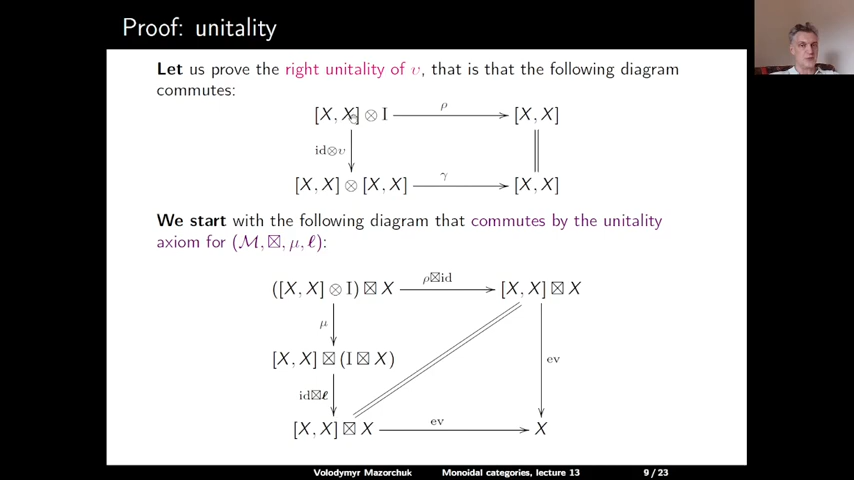 Proof: unitality
Let us prove the right unitality of υ, that is that the following diagram
commutes:
[X, X] ⊗ I
ρ
[X, X]
id⊗υ
[X, X] ⊗ [X, X]
γ
[X, X]
We start with the following diagram that commutes by the unitality
axiom for (ℳ, ⊠, μ, ℓ):
([X, X] ⊗ I) ⊠ X
ρ⊠id
[X, X] ⊠ X
μ
[X, X] ⊠ (I ⊠ X)
ev
id⊠ℓ
[X, X] ⊠ X
ev
X
Volodymyr Mazorchuk Monoidal categories, lecture 13 9 / 23